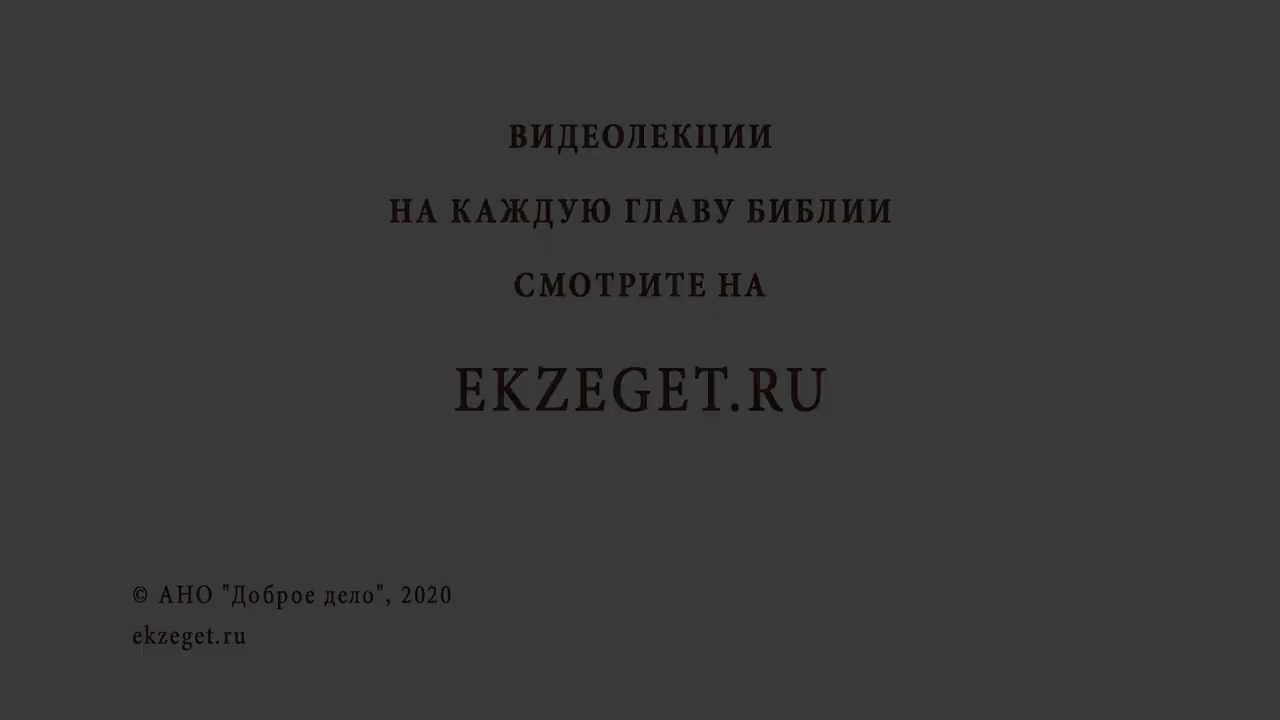 ВИДЕОЛЕКЦИИ
НА КАЖДУЮ ГЛАВУ БИБЛИИ
СМОТРИТЕ НА
EKZEGET.RU
© АНО "Доброе дело", 2020
ekzeget.ru